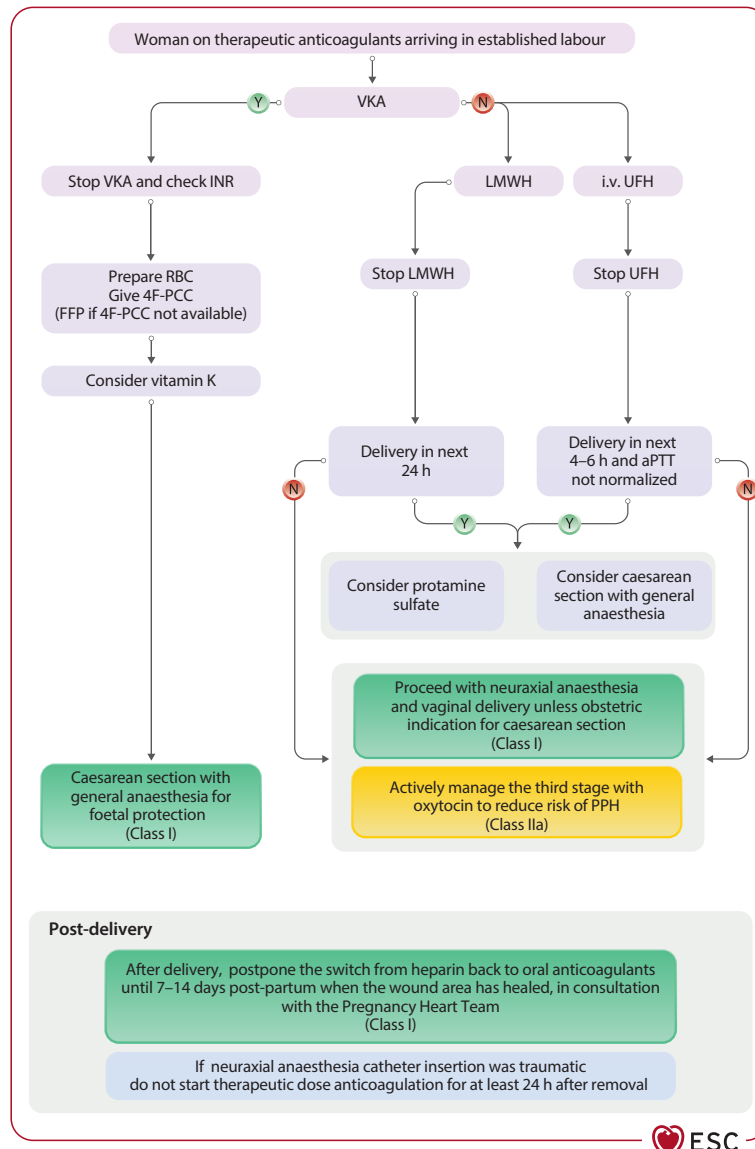 Woman on therapeutic anticoagulants arriving in established labour
Y
VKA
N
Stop VKA and check INR
LMWH
i.v. UFH
Prepare RBC
Give 4F-PCC
(FFP if 4F-PCC not available)
Stop LMWH
Stop UFH
Consider vitamin K
Delivery in next
24 h
Delivery in next
4–6 h and aPTT
not normalized
N
N
Y
Y
Consider protamine
sulfate
Consider caesarean
section with general
anaesthesia
Proceed with neuraxial anaesthesia
and vaginal delivery unless obstetric
indication for caesarean section
(Class I)
Actively manage the third stage with
oxytocin to reduce risk of PPH
(Class IIa)
Caesarean section with
general anaesthesia for
foetal protection
(Class I)
Post-delivery
After delivery, postpone the switch from heparin back to oral anticoagulants
until 7–14 days post-partum when the wound area has healed, in consultation
with the Pregnancy Heart Team
(Class I)
If neuraxial anaesthesia catheter insertion was traumatic
do not start therapeutic dose anticoagulation for at least 24 h after removal
ESC